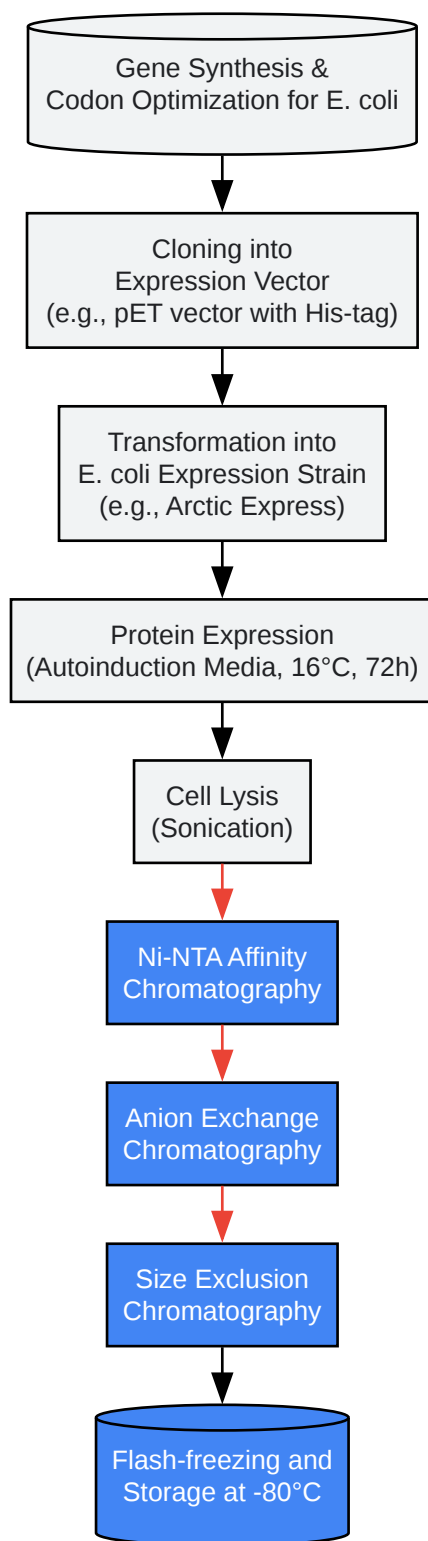 Gene Synthesis &
Codon Optimization for E. coli
Cloning into
Expression Vector
(e.g., pET vector with His-tag)
Transformation into
E. coli Expression Strain
(e.g., Arctic Express)
Protein Expression
(Autoinduction Media, 16°C, 72h)
Cell Lysis
(Sonication)
Ni-NTA Affinity
Chromatography
Anion Exchange
Chromatography
Size Exclusion
Chromatography
Flash-freezing and
Storage at -80°C